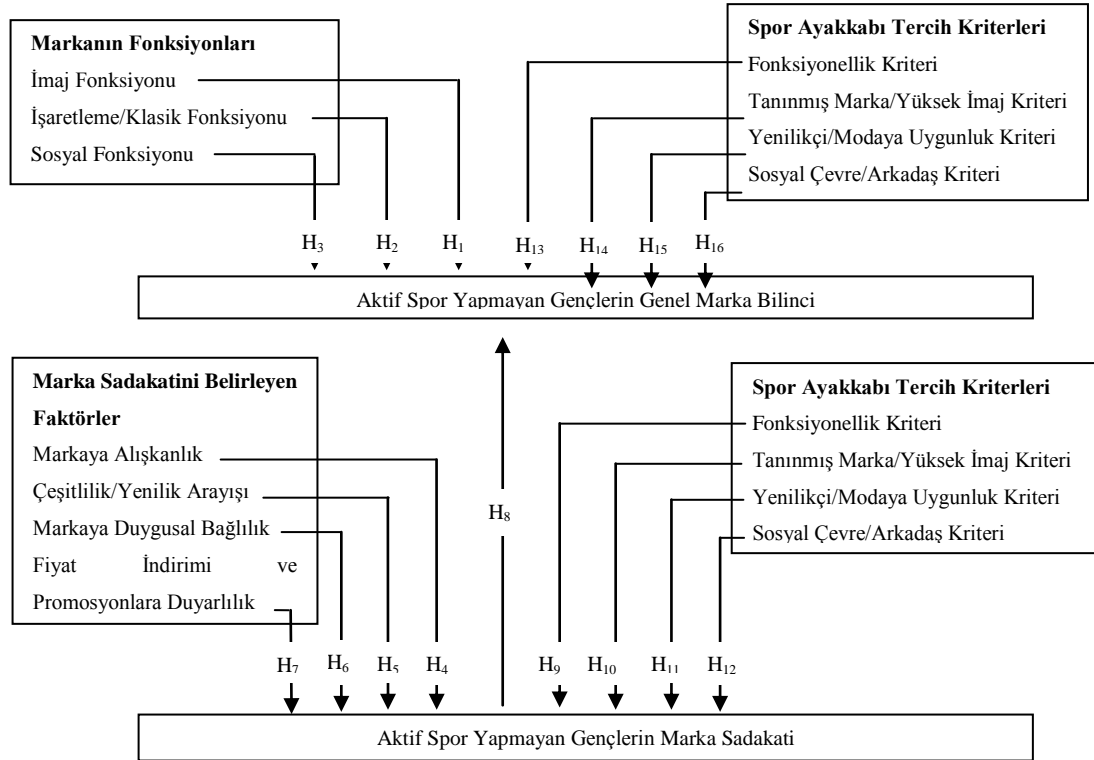 Markanın Fonksiyonları
İmaj Fonksiyonu
İşaretleme/Klasik Fonksiyonu
Sosyal Fonksiyonu
Spor Ayakkabı Tercih Kriterleri
Fonksiyonellik Kriteri
Tanınmış Marka/Yüksek İmaj Kriteri
Yenilikçi/Modaya Uygunluk Kriteri
Sosyal Çevre/Arkadaş Kriteri
H₃ H₂ H₁ H₁₃ H₁₄ H₁₅ H₁₆
Aktif Spor Yapmayan Gençlerin Genel Marka Bilinci
Marka Sadakatini Belirleyen
Faktörler
Markaya Alışkanlık
Çeşitlilik/Yenilik Arayışı
Markaya Duygusal Bağlılık
Fiyat İndirimi ve
Promosyonlara Duyarlılık
H₈
Spor Ayakkabı Tercih Kriterleri
Fonksiyonellik Kriteri
Tanınmış Marka/Yüksek İmaj Kriteri
Yenilikçi/Modaya Uygunluk Kriteri
Sosyal Çevre/Arkadaş Kriteri
H₇ H₆ H₅ H₄ H₉ H₁₀ H₁₁ H₁₂
Aktif Spor Yapmayan Gençlerin Marka Sadakati